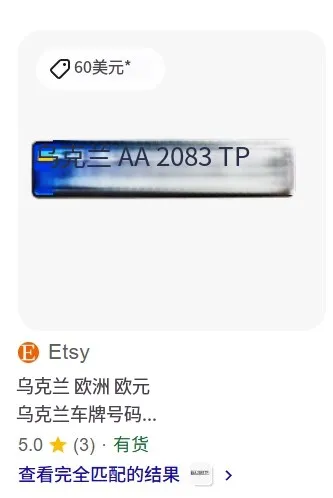 60美元*
乌克兰 AA 2083 TP
Etsy
乌克兰 欧洲 欧元
乌克兰车牌号码...
5.0 ★ (3) · 有货
查看完全匹配的结果